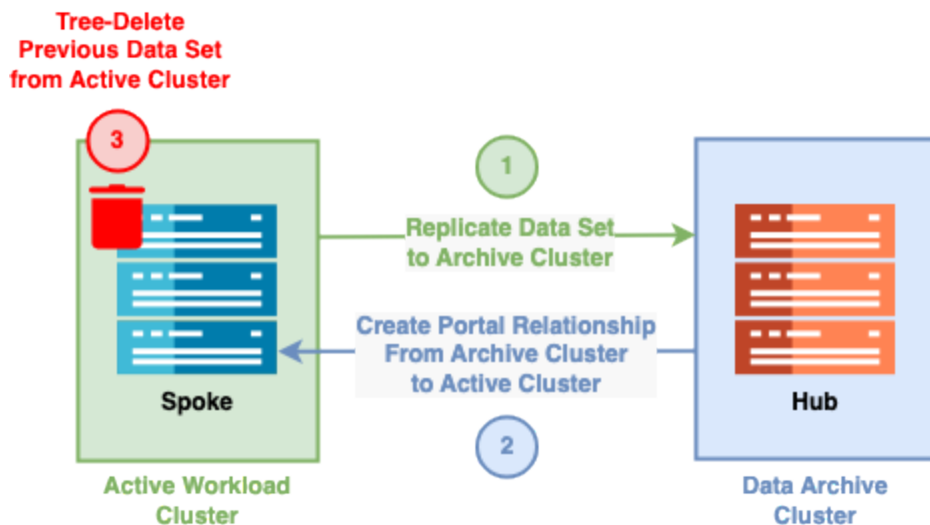 Tree-Delete
Previous Data Set
from Active Cluster
3
1
Replicate Data Set
to Archive Cluster
Create Portal Relationship
From Archive Cluster
to Active Cluster
2
Spoke
Hub
Active Workload
Cluster
Data Archive
Cluster